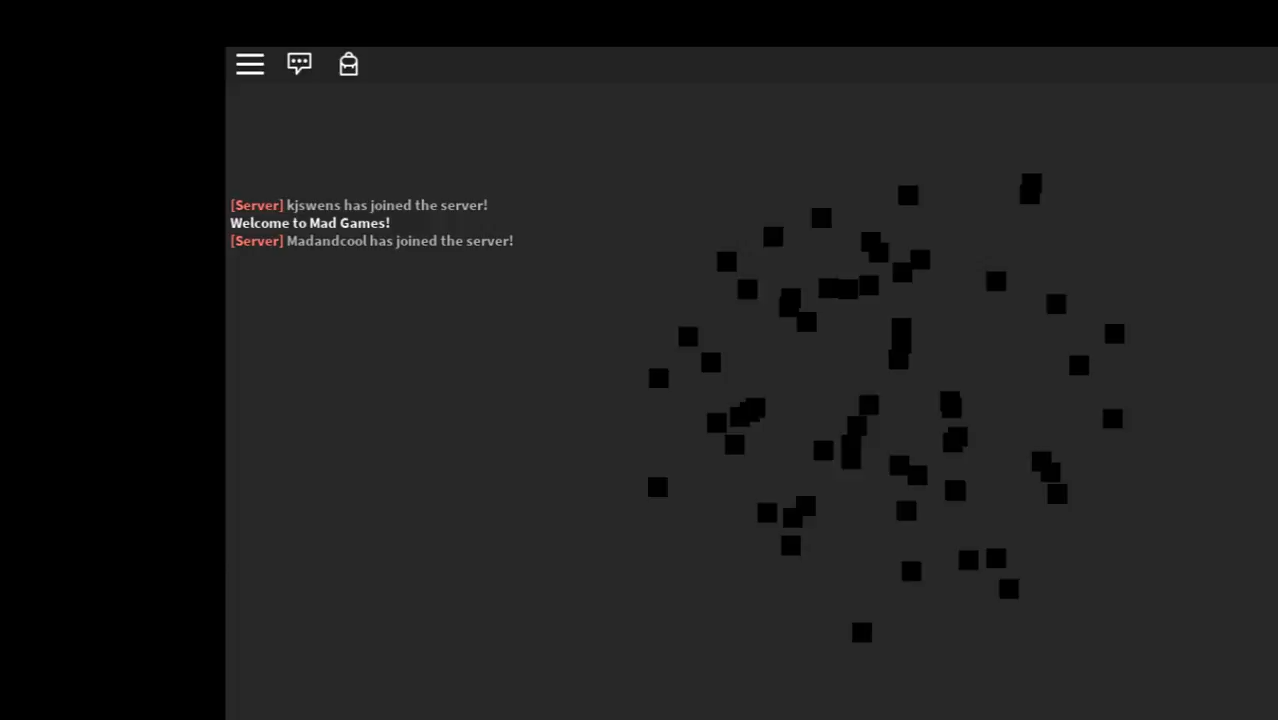 [Server] kjswens has joined the server!
Welcome to Mad Games!
[Server] Madandcool has joined the server!